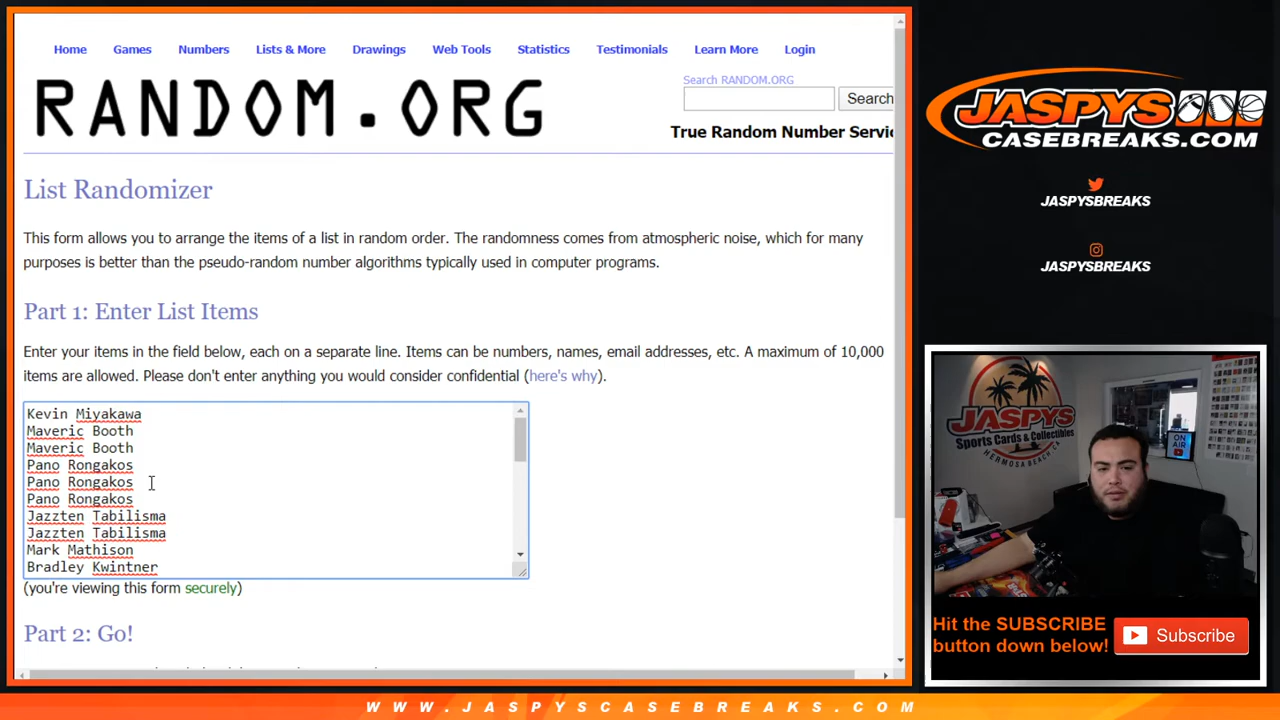 Home Games Numbers Lists & More Drawings Web Tools Statistics Testimonials Learn More Login
RANDOM.ORG
Search RANDOM.ORG
Search
True Random Number Servi
List Randomizer
This form allows you to arrange the items of a list in random order. The randomness comes from atmospheric noise, which for many
purposes is better than the pseudo-random number algorithms typically used in computer programs.
Part 1: Enter List Items
Enter your items in the field below, each on a separate line. Items can be numbers, names, email addresses, etc. A maximum of 10,000
items are allowed. Please don't enter anything you would consider confidential (here's why).
Kevin Miyakawa
Maveric Booth
Maveric Booth
Pano Rongakos
Pano Rongakos
Pano Rongakos
Jazzten Tabilisma
Jazzten Tabilisma
Mark Mathison
Bradley Kwintner
(you're viewing this form securely)
Part 2: Go!
JASPYS
CASEBREAKS.COM
JASPYSBREAKS
JASPYSBREAKS
JASPYS
Sports Cards & Collectibles
HERMOSA BEACH, CA
ON
AIR
Hit the SUBSCRIBE
button down below!
Subscribe
WWW.JASPYSCASEBREAKS.COM